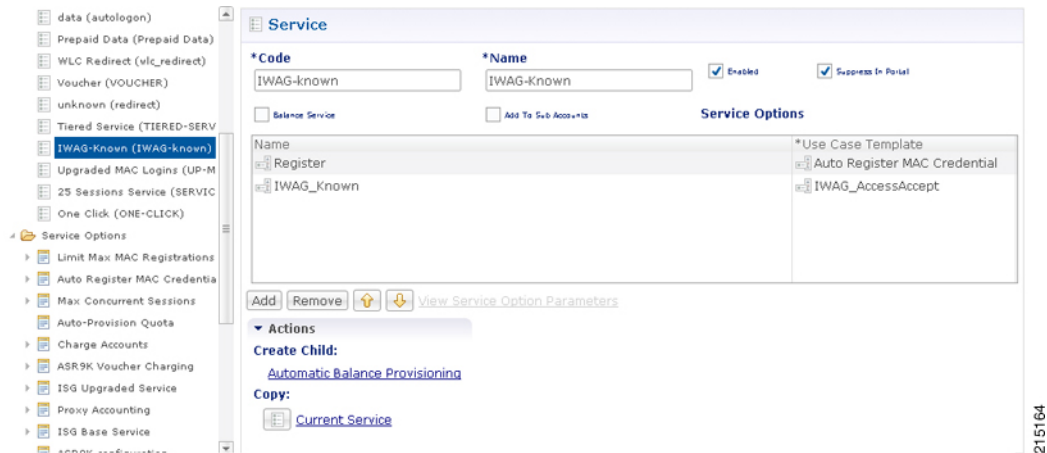 data (autologon)
Prepaid Data (Prepaid Data)
WLC Redirect (vlc_redirect)
Voucher (VOUCHER)
unknown (redirect)
Tiered Service (TIERED-SERV
IWAG-Known (IWAG-known)
Upgraded MAC Logins (UP-M
25 Sessions Service (SERVIC
One Click (ONE-CLICK)
Service Options
Limit Max MAC Registrations
Auto Register MAC Credentia
Max Concurrent Sessions
Auto-Provision Quota
Charge Accounts
ASR9K Voucher Charging
ISG Upgraded Service
Proxy Accounting
ISG Base Service
ASR9K configuration
Service
*Code
*Name
IWAG-known
IWAG-Known
Enabled
Suppress In Portal
Balance Service
Add To Sub Accounts
Service Options
Name
*Use Case Template
Register
Auto Register MAC Credential
IWAG_Known
IWAG_AccessAccept
Add
Remove
View Service Option Parameters
Actions
Create Child:
Automatic Balance Provisioning
Copy:
Current Service
215164